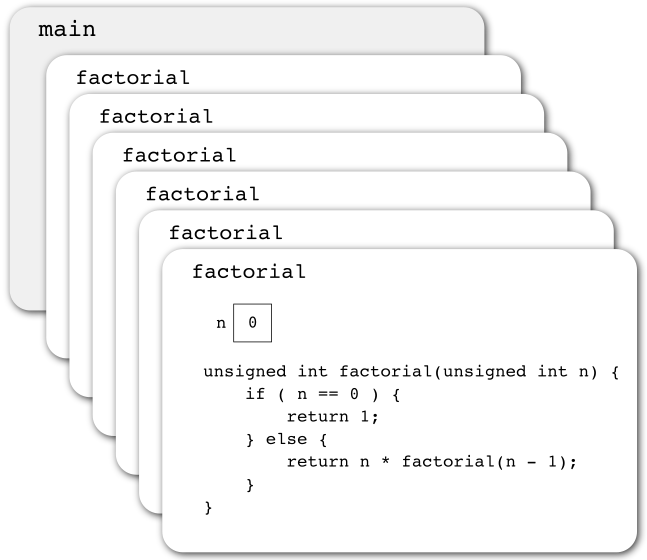 main
factorial
factorial
factorial
factorial
factorial
factorial
n 0
unsigned int factorial(unsigned int n) {
    if ( n == 0 ) {
        return 1;
    } else {
        return n * factorial(n - 1);
    }
}